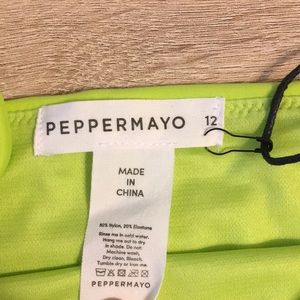 PEPPERMAYO 12
MADE
IN
CHINA
80% Nylon, 20% Elastane
Rinse me in cold water.
Hang me out to dry
in shade. Do not:
Machine wash,
Dry clean, Bleach,
Tumble dry or Iron me
PEPPERMAYO